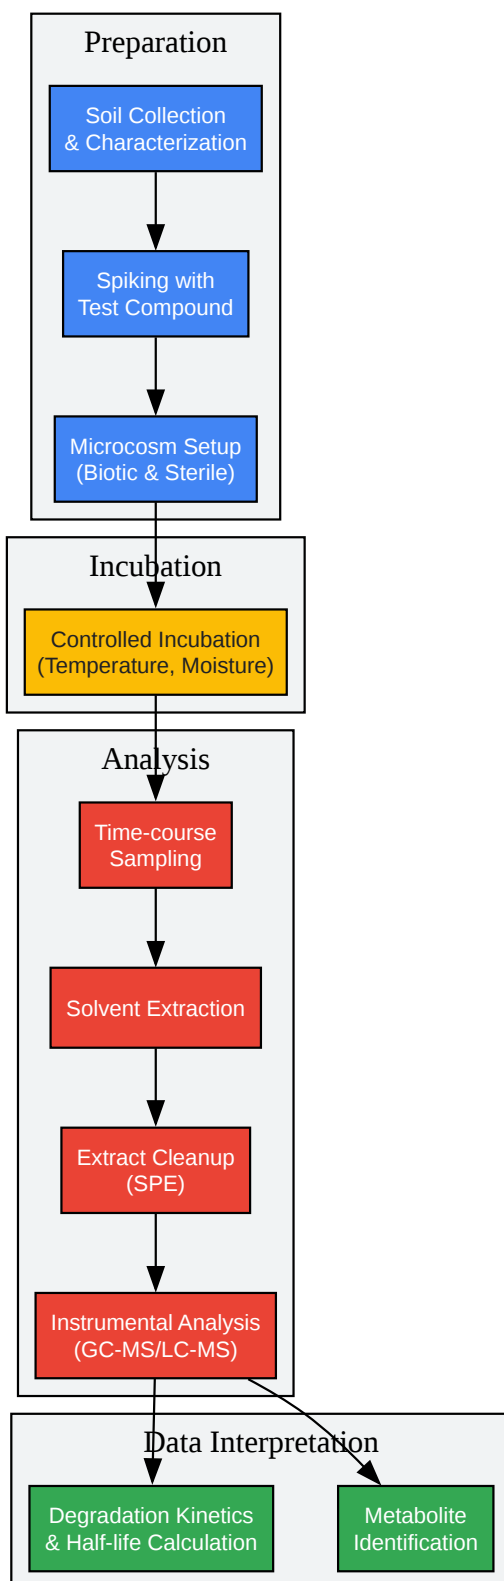 Preparation
Soil Collection
& Characterization
Spiking with
Test Compound
Microcosm Setup
(Biotic & Sterile)
Incubation
Controlled Incubation
(Temperature, Moisture)
Analysis
Time-course
Sampling
Solvent Extraction
Extract Cleanup
(SPE)
Instrumental Analysis
(GC-MS/LC-MS)
Data Interpretation
Degradation Kinetics
& Half-life Calculation
Metabolite
Identification